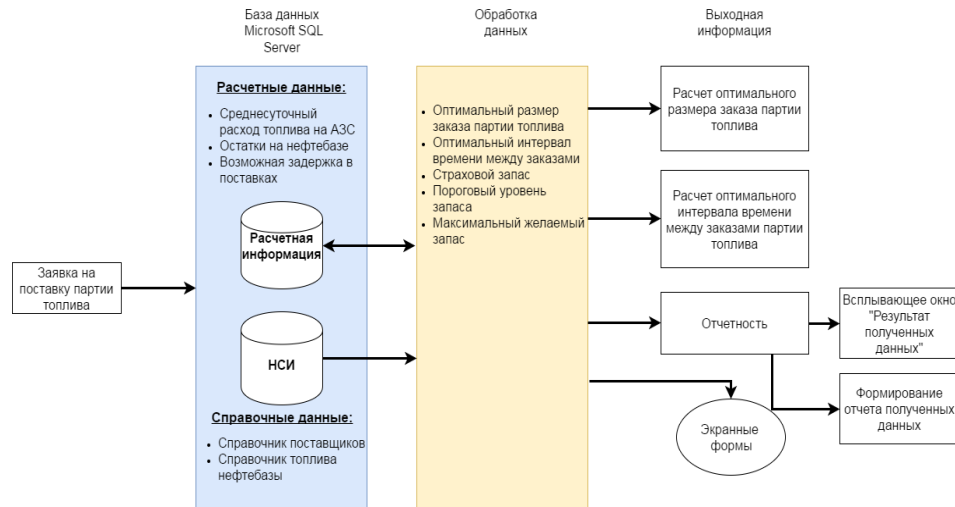 База данных
Microsoft SQL
Server
Обработка
данных
Выходная
информация
Заявка на
поставку партии
топлива
Расчетные данные:
Среднесуточный
расход топлива на АЗС
Остатки на нефтебазе
Возможная задержка в
поставках
Расчетная
информация
НСИ
Справочные данные:
Справочник поставщиков
Справочник топлива
нефтебазы
Оптимальный размер
заказа партии топлива
Оптимальный интервал
времени между заказами
Страховой запас
Пороговый уровень
запаса
Максимальный желаемый
запас
Расчет оптимального
размера заказа партии
топлива
Расчет оптимального
интервала времени
между заказами партии
топлива
Отчетность
Экранные
формы
Всплывающее окно
"Результат
полученных
данных"
Формирование
отчета полученных
данных